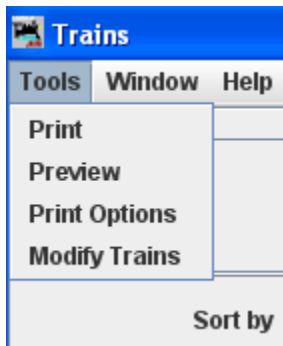 Trains
Tools Window Help
Print
Preview
Print Options
Modify Trains
Sort by